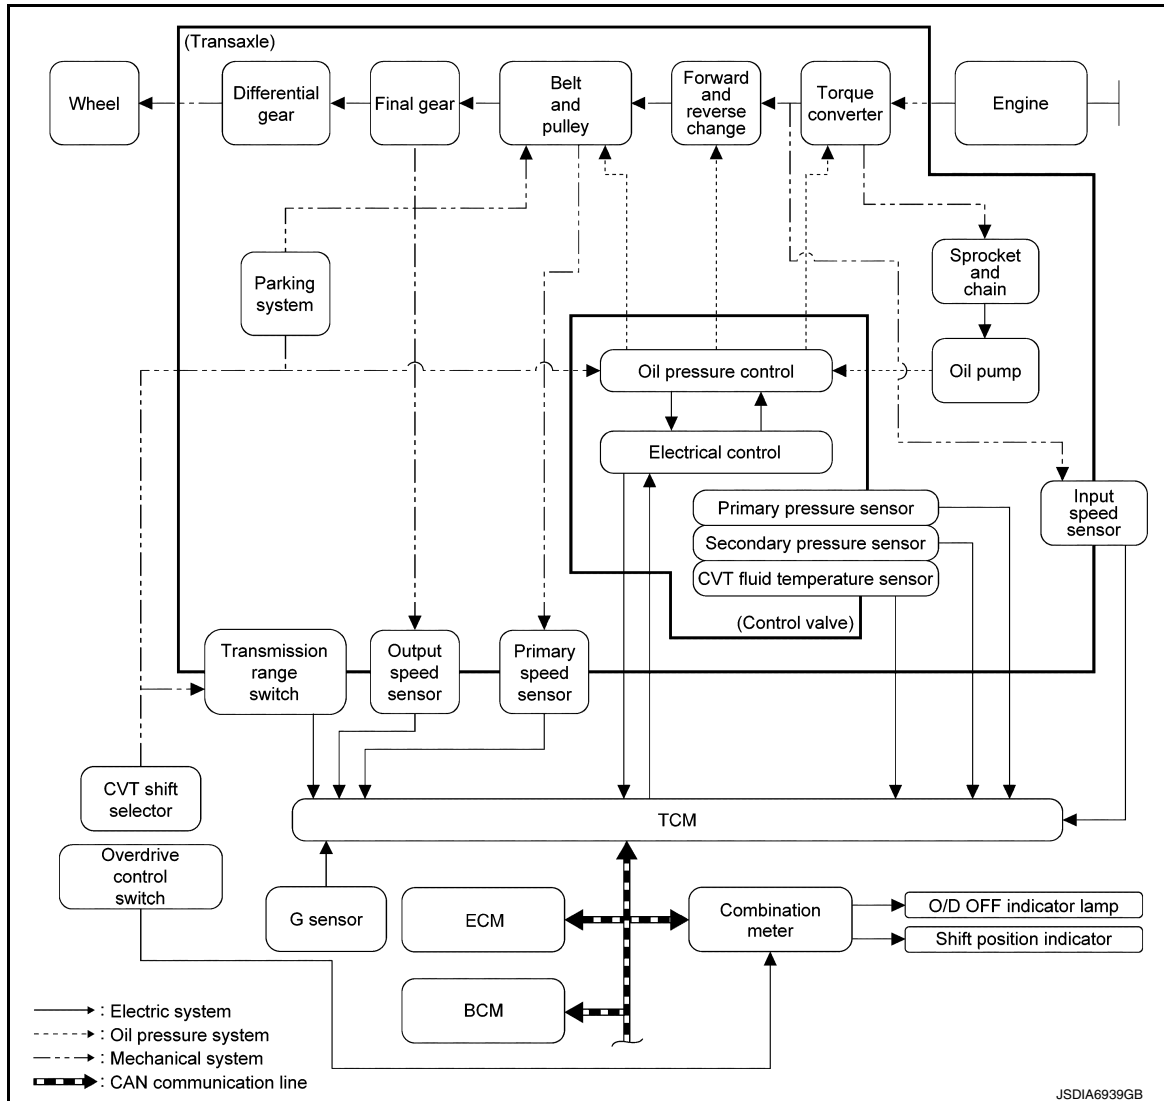 (Transaxle)
Wheel
Differential
gear
Final gear
Belt
and
pulley
Forward
and
reverse
change
Torque
converter
Engine
Parking
system
Sprocket
and
chain
Oil pressure control
Oil pump
Electrical control
Primary pressure sensor
Secondary pressure sensor
CVT fluid temperature sensor
(Control valve)
Input
speed
sensor
Transmission
range
switch
Output
speed
sensor
Primary
speed
sensor
CVT shift
selector
TCM
Overdrive
control
switch
G sensor
ECM
BCM
Combination
meter
O/D OFF indicator lamp
Shift position indicator
: Electric system
: Oil pressure system
: Mechanical system
: CAN communication line
JSDIA6939GB